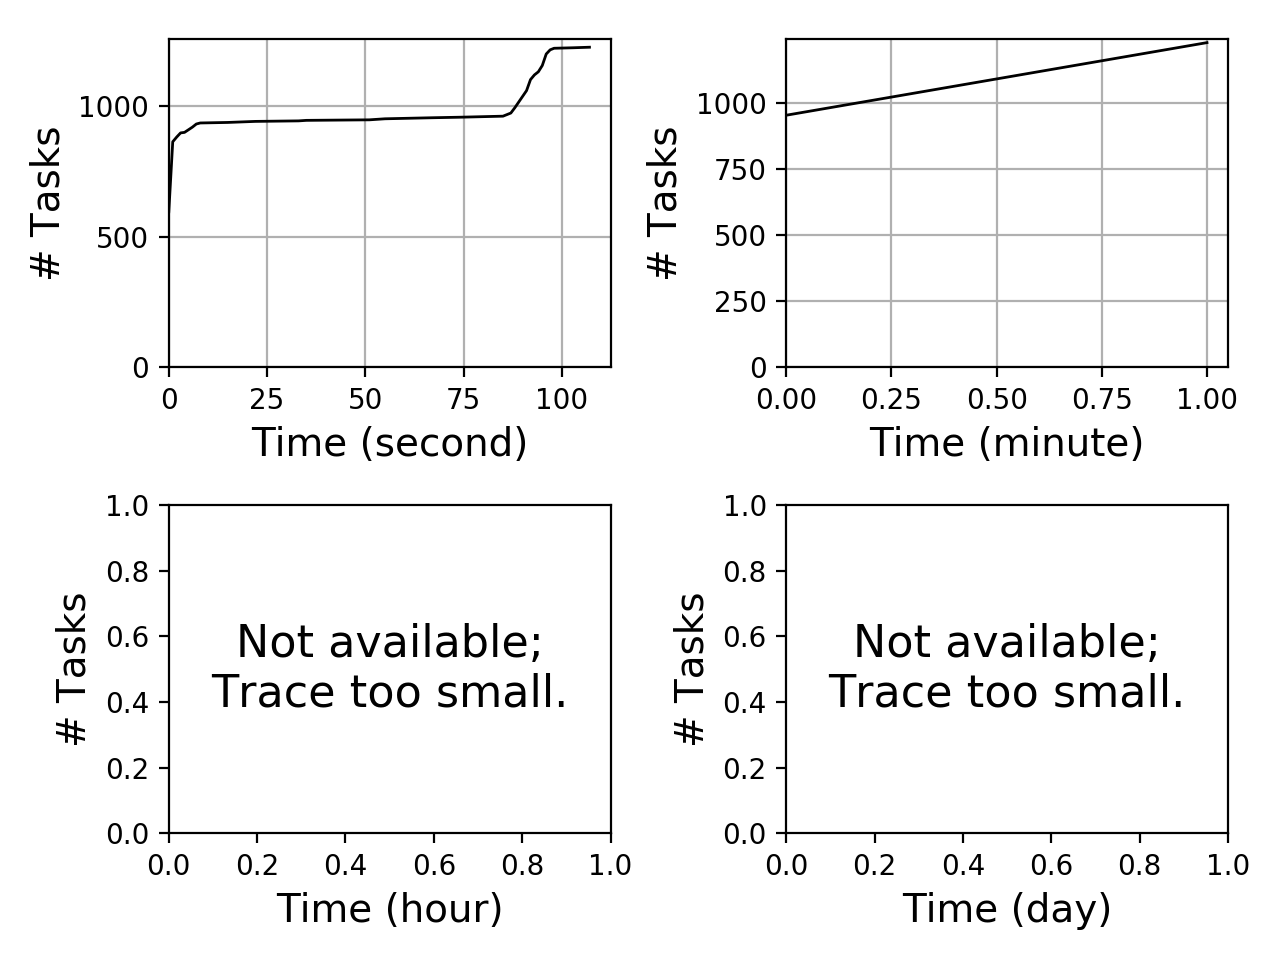 # Tasks
1000
500
0
0 25 50 75 100
Time (second)
# Tasks
1000
750
500
250
0
0.00 0.25 0.50 0.75 1.00
Time (minute)
# Tasks
1.0
0.8
0.6
0.4
0.2
0.0
Not available;
Trace too small.
0.0 0.2 0.4 0.6 0.8 1.0
Time (hour)
# Tasks
1.0
0.8
0.6
0.4
0.2
0.0
Not available;
Trace too small.
0.0 0.2 0.4 0.6 0.8 1.0
Time (day)